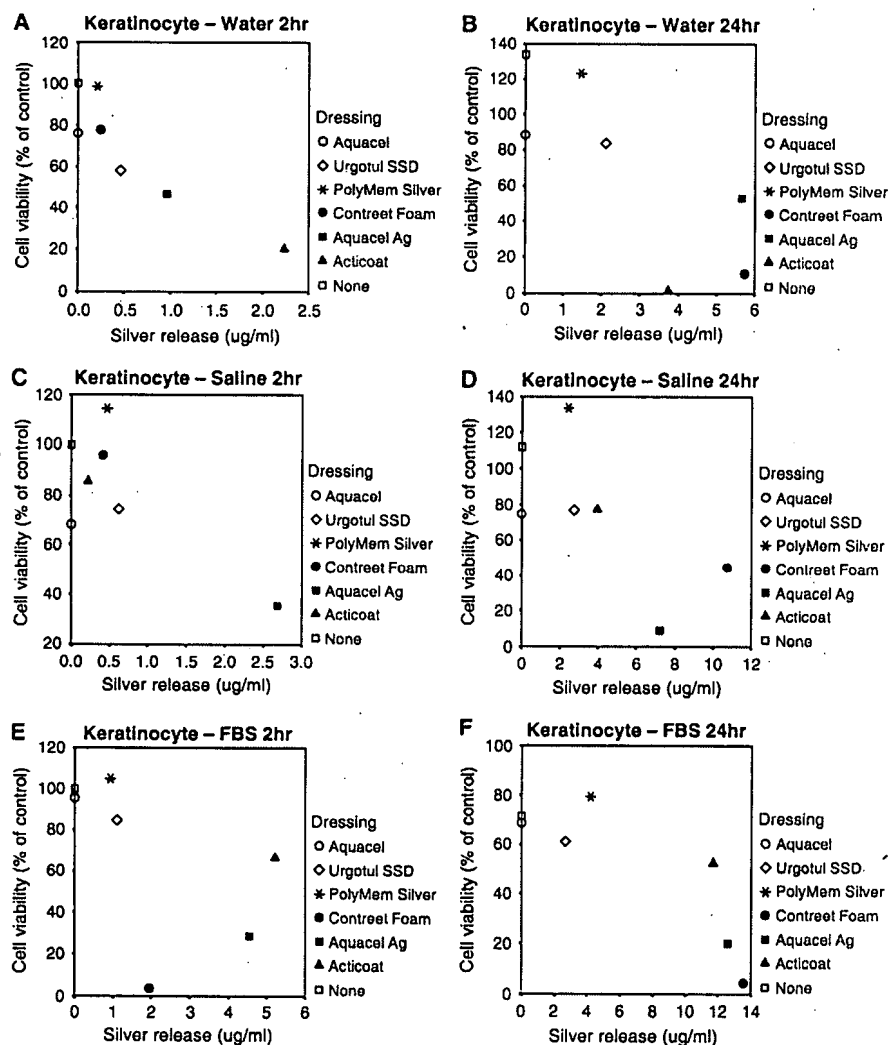 A Keratinocyte – Water 2hr
Cell viability (% of control)
120
100
80
60
40
20
0
0.0 0.5 1.0 1.5 2.0 2.5
Silver release (ug/ml)
Dressing
Aquacel
Urgotul SSD
PolyMem Silver
Contreet Foam
Aquacel Ag
Acticoat
None
B Keratinocyte – Water 24hr
Cell viability (% of control)
140
120
100
80
60
40
20
0
0 1 2 3 4 5 6
Silver release (ug/ml)
Dressing
Aquacel
Urgotul SSD
PolyMem Silver
Contreet Foam
Aquacel Ag
Acticoat
None
C Keratinocyte – Saline 2hr
Cell viability (% of control)
120
100
80
60
40
20
0.0 0.5 1.0 1.5 2.0 2.5 3.0
Silver release (ug/ml)
Dressing
Aquacel
Urgotul SSD
PolyMem Silver
Contreet Foam
Aquacel Ag
Acticoat
None
D Keratinocyte – Saline 24hr
Cell viability (% of control)
140
120
100
80
60
40
20
0
0 2 4 6 8 10 12
Silver release (ug/ml)
Dressing
Aquacel
Urgotul SSD
PolyMem Silver
Contreet Foam
Aquacel Ag
Acticoat
None
E Keratinocyte – FBS 2hr
Cell viability (% of control)
120
100
80
60
40
20
0
0 1 2 3 4 5 6
Silver release (ug/ml)
Dressing
Aquacel
Urgotul SSD
PolyMem Silver
Contreet Foam
Aquacel Ag
Acticoat
None
F Keratinocyte – FBS 24hr
Cell viability (% of control)
100
80
60
40
20
0
0 2 4 6 8 10 12 14
Silver release (ug/ml)
Dressing
Aquacel
Urgotul SSD
PolyMem Silver
Contreet Foam
Aquacel Ag
Acticoat
None